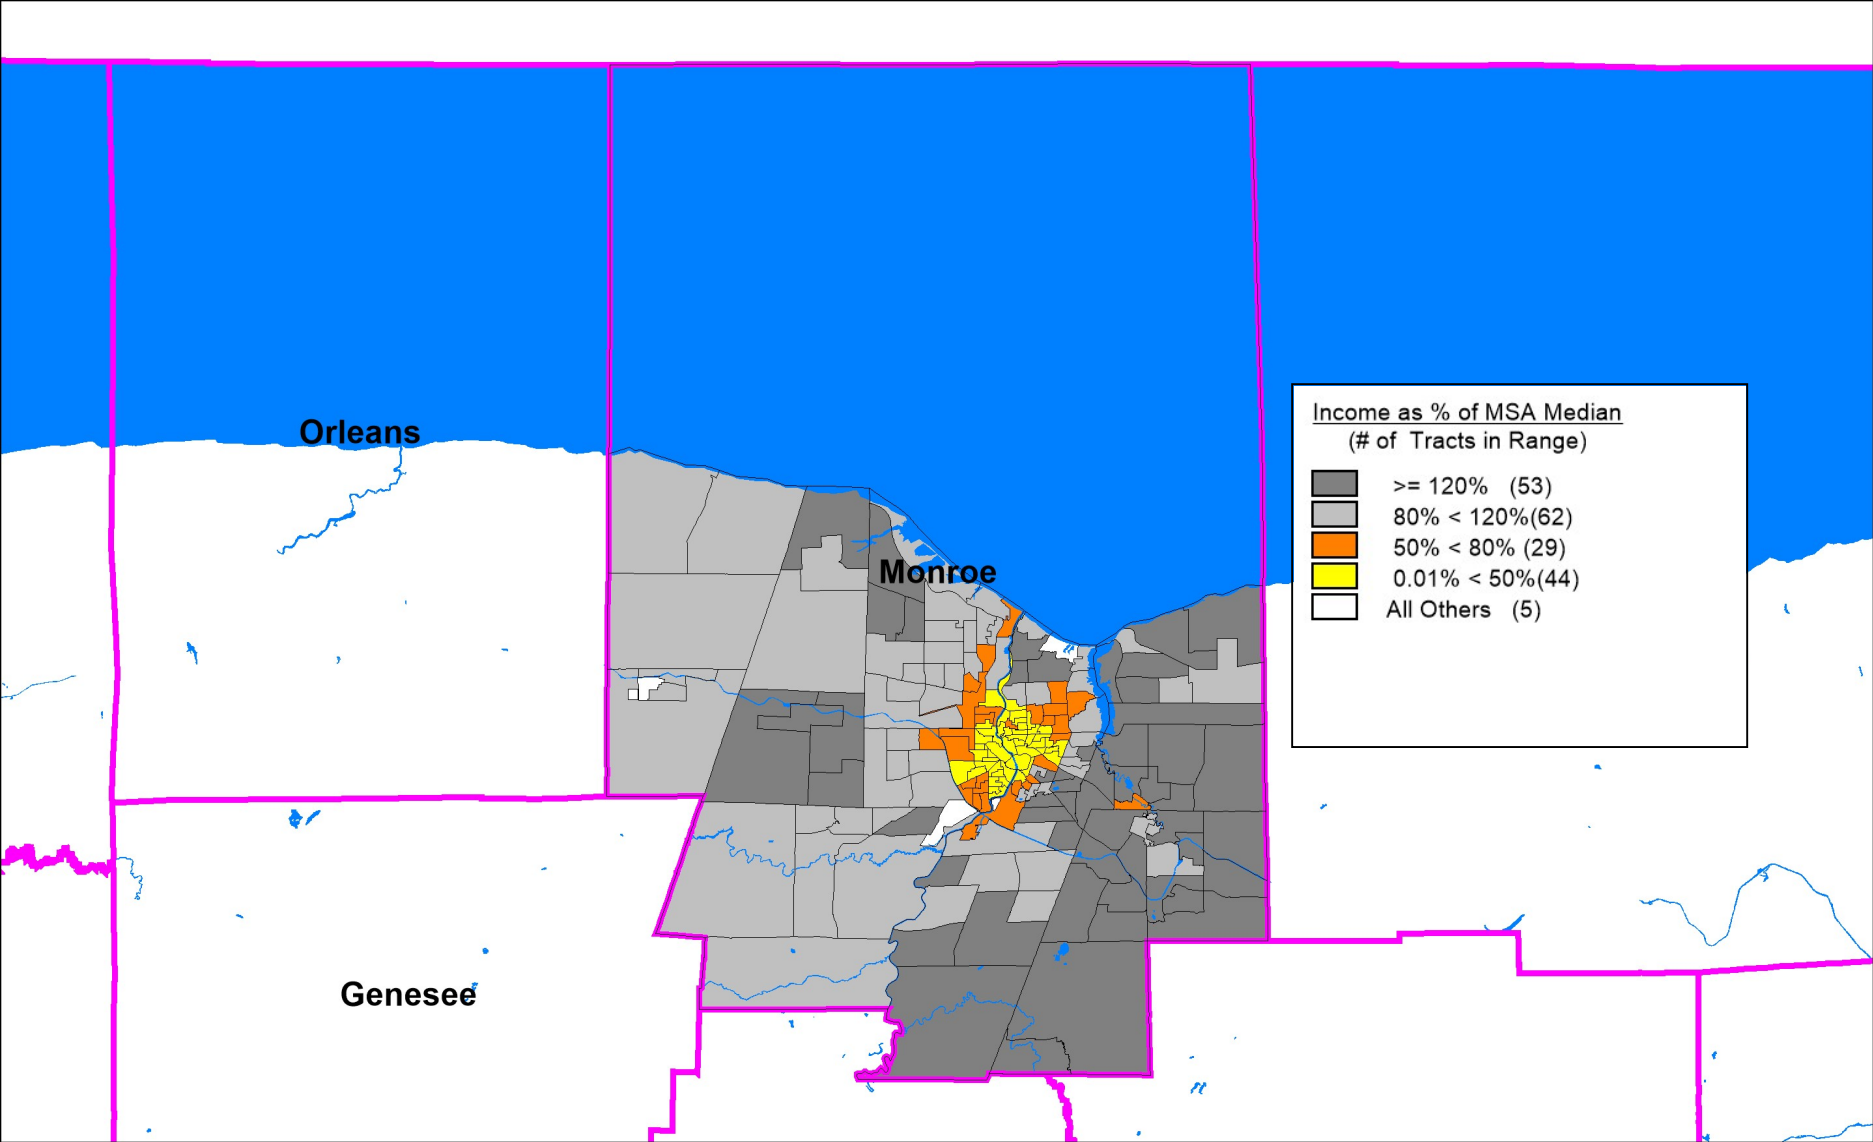 Orleans
Monroe
Genesee
Income as % of MSA Median
(# of Tracts in Range)
>= 120% (53)
80% < 120%(62)
50% < 80% (29)
0.01% < 50%(44)
All Others (5)